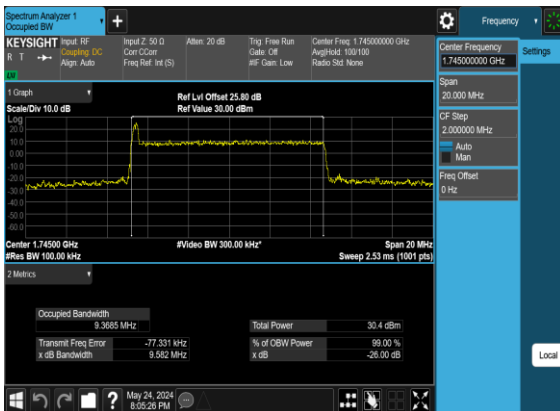 Spectrum Analyzer 1
Occupied BW
+
Frequency
KEYSIGHT
Input: RF
Input Z: 50 Ω
Atten: 20 dB
Trig: Free Run
Center Freq: 1.745000000 GHz
R T
Coupling: DC
Corr CCorr
Gate: Off
Avg|Hold: 100/100
Align: Auto
Freq Ref: Int (S)
#IF Gain: Low
Radio Std: None
LV
Center Frequency
1.745000000 GHz
Settings
Span
20.000 MHz
CF Step
2.000000 MHz
Auto
Man
Freq Offset
0 Hz
1 Graph
Ref Lvl Offset 25.80 dB
Scale/Div 10.0 dB
Ref Value 30.00 dBm
Log
20.0
10.0
0.00
-10.0
-20.0
-30.0
-40.0
-50.0
-60.0
Center 1.74500 GHz
#Video BW 300.00 kHz*
Span 20 MHz
#Res BW 100.00 kHz
Sweep 2.53 ms (1001 pts)
2 Metrics
Occupied Bandwidth
9.3685 MHz
Total Power
30.4 dBm
Transmit Freq Error
-77.331 kHz
% of OBW Power
99.00 %
x dB Bandwidth
9.582 MHz
x dB
-26.00 dB
Local
?
May 24, 2024
8:05:26 PM